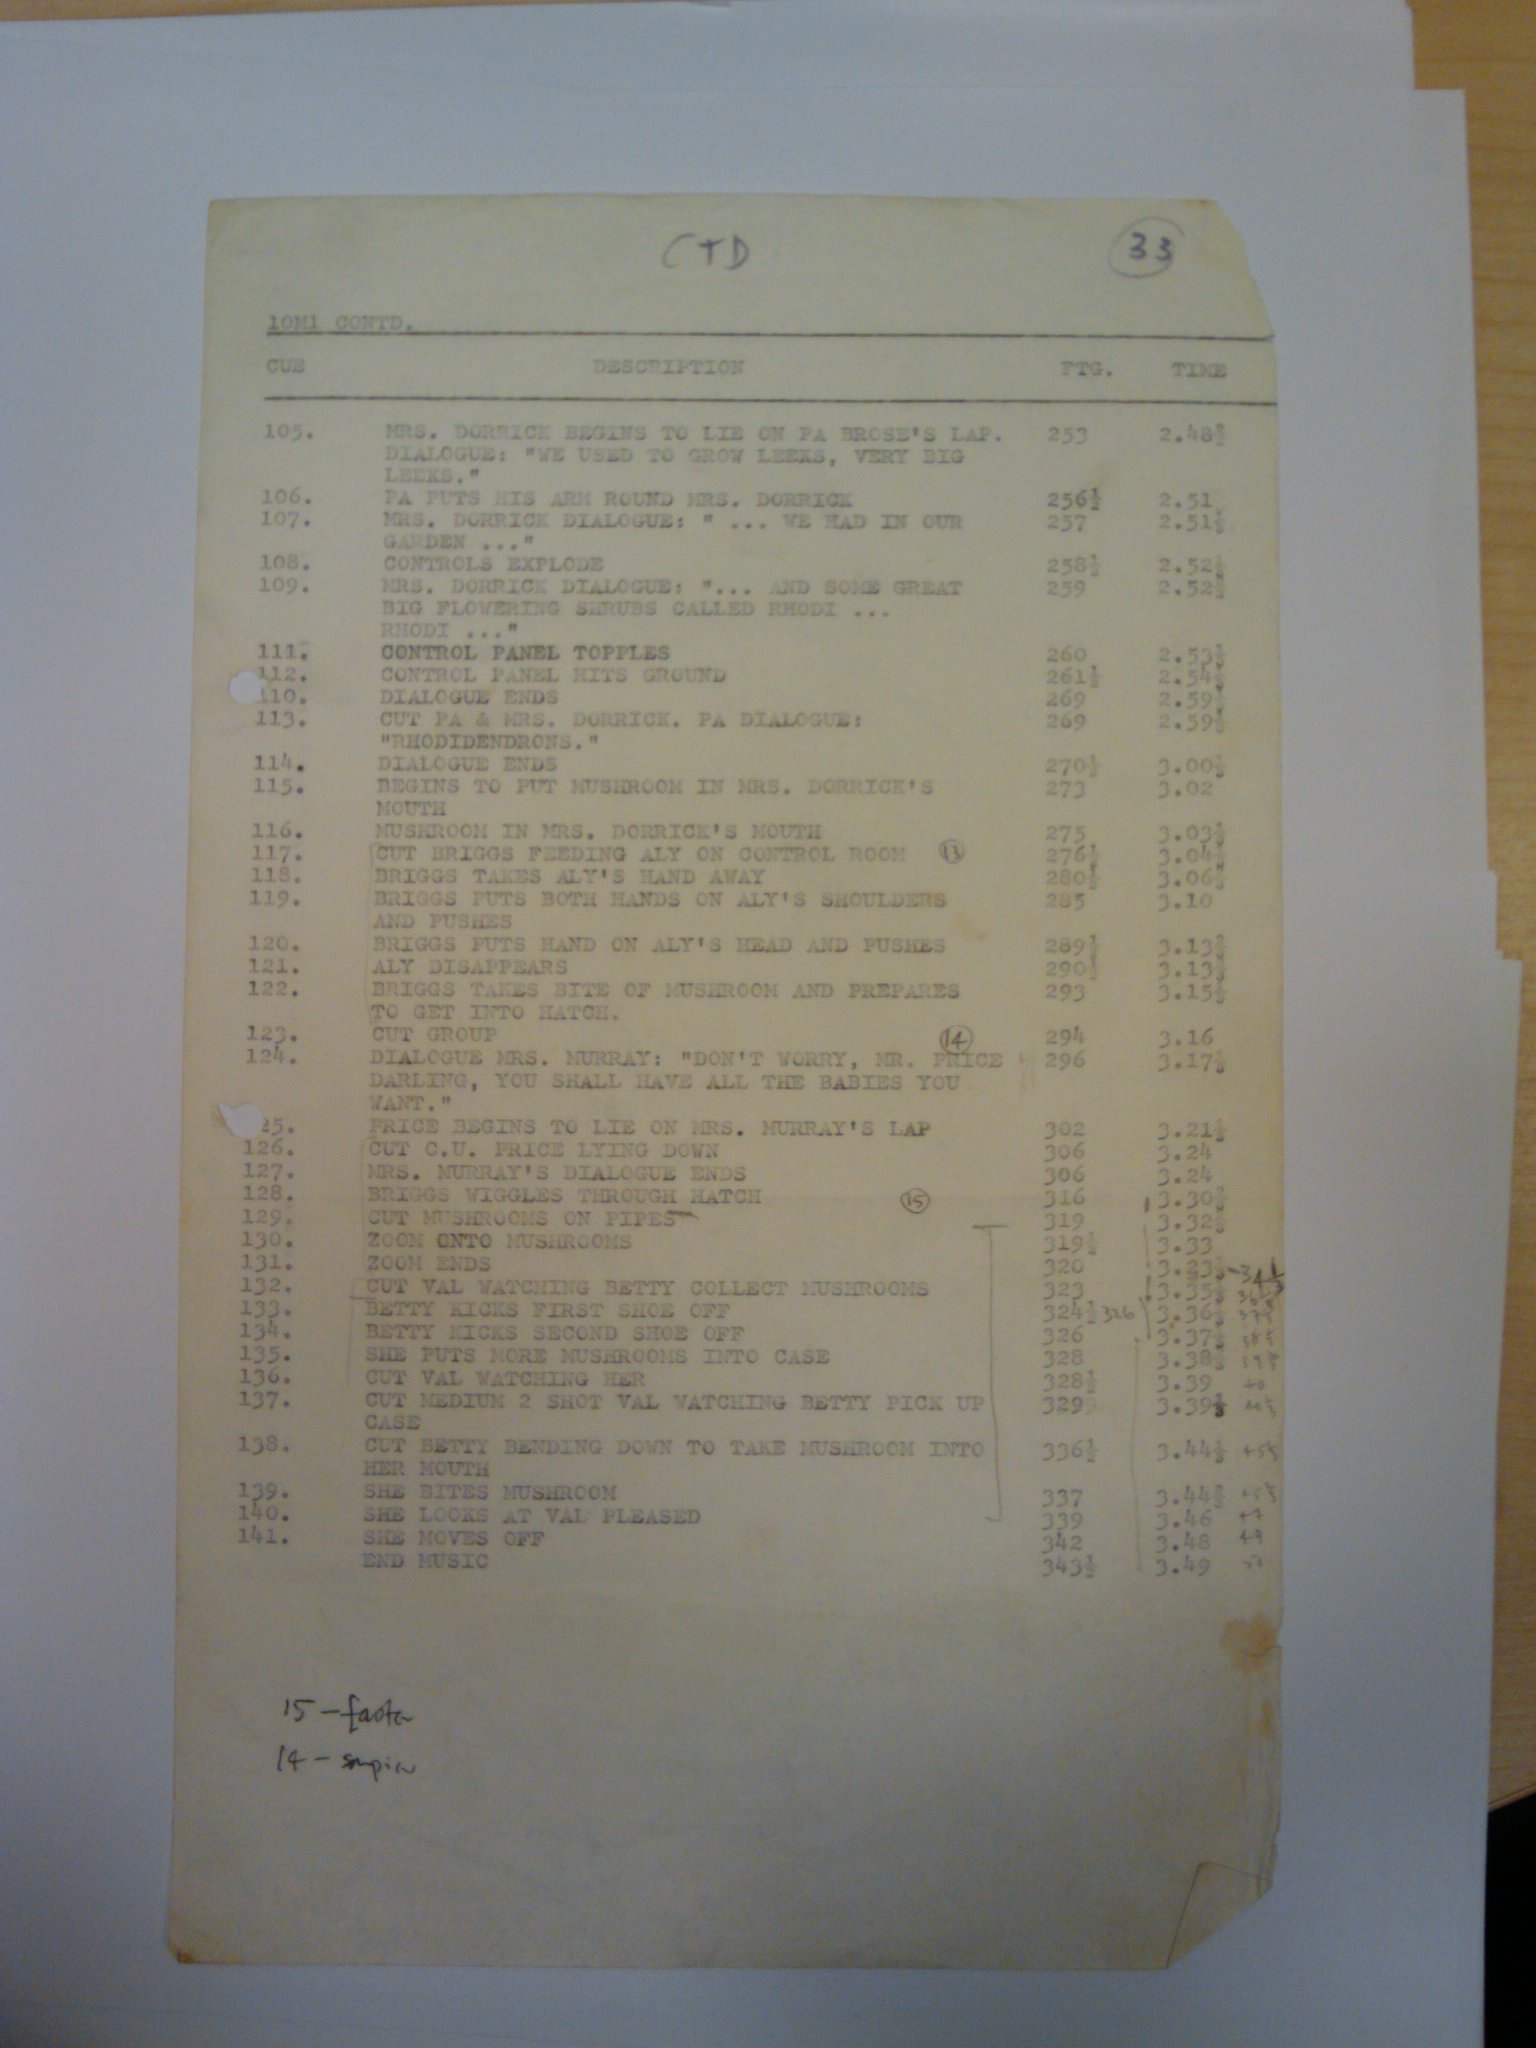 CTD
33
10M1 CONTD.
CUE DESCRIPTION FTG. TIME
105. MRS. DORRICK BEGINS TO LIE ON PA BROSE'S LAP. 253 2.48⅔
DIALOGUE: "WE USED TO GROW LEEKS, VERY BIG
LEEKS."
106. PA PUTS HIS ARM ROUND MRS. DORRICK 256½ 2.51
107. MRS. DORRICK DIALOGUE: " ... WE HAD IN OUR 257 2.51⅓
GARDEN ..."
108. CONTROLS EXPLODE 258½ 2.52⅓
109. MRS. DORRICK DIALOGUE: "... AND SOME GREAT 259 2.52⅔
BIG FLOWERING SHRUBS CALLED RHODI ...
RHODI ..."
111. CONTROL PANEL TOPPLES 260 2.53⅓
112. CONTROL PANEL HITS GROUND 261½ 2.54⅓
110. DIALOGUE ENDS 269 2.59⅓
113. CUT PA & MRS. DORRICK. PA DIALOGUE: 269 2.59⅓
"RHODIDENDRONS."
114. DIALOGUE ENDS 270½ 3.00⅓
115. BEGINS TO PUT MUSHROOM IN MRS. DORRICK'S 273 3.02
MOUTH
116. MUSHROOM IN MRS. DORRICK'S MOUTH 275 3.03⅓
117. CUT BRIGGS FEEDING ALY ON CONTROL ROOM 13 276½ 3.04⅓
118. BRIGGS TAKES ALY'S HAND AWAY 280½ 3.06⅔
119. BRIGGS PUTS BOTH HANDS ON ALY'S SHOULDERS 285 3.10
AND PUSHES
120. BRIGGS PUTS HAND ON ALY'S HEAD AND PUSHES 289½ 3.13
121. ALY DISAPPEARS 290½ 3.13⅔
122. BRIGGS TAKES BITE OF MUSHROOM AND PREPARES 293 3.15⅓
TO GET INTO HATCH.
123. CUT GROUP 14 294 3.16
124. DIALOGUE MRS. MURRAY: "DON'T WORRY, MR. PRICE 296 3.17⅓
DARLING, YOU SHALL HAVE ALL THE BABIES YOU
WANT."
25. PRICE BEGINS TO LIE ON MRS. MURRAY'S LAP 302 3.21⅓
126. CUT C.U. PRICE LYING DOWN 306 3.24
127. MRS. MURRAY'S DIALOGUE ENDS 306 3.24
128. BRIGGS WIGGLES THROUGH HATCH 15 316 3.30⅔
129. CUT MUSHROOMS ON PIPES 319 3.32⅔
130. ZOOM ONTO MUSHROOMS 319½ 3.33
131. ZOOM ENDS 320 3.23⅓
132. CUT VAL WATCHING BETTY COLLECT MUSHROOMS 323 3.35⅓
133. BETTY KICKS FIRST SHOE OFF 324½ 326 3.36⅓
134. BETTY KICKS SECOND SHOE OFF 326 3.37⅓
135. SHE PUTS MORE MUSHROOMS INTO CASE 328 3.38⅔
136. CUT VAL WATCHING HER 328½ 3.39 40
137. CUT MEDIUM 2 SHOT VAL WATCHING BETTY PICK UP 329 3.39⅓
CASE
138. CUT BETTY BENDING DOWN TO TAKE MUSHROOM INTO 336½ 3.44⅓
HER MOUTH
139. SHE BITES MUSHROOM 337 3.44⅔
140. SHE LOOKS AT VAL PLEASED 339 3.46 47
141. SHE MOVES OFF 342 3.48 49
END MUSIC 343½ 3.49 50
15 -
14 -